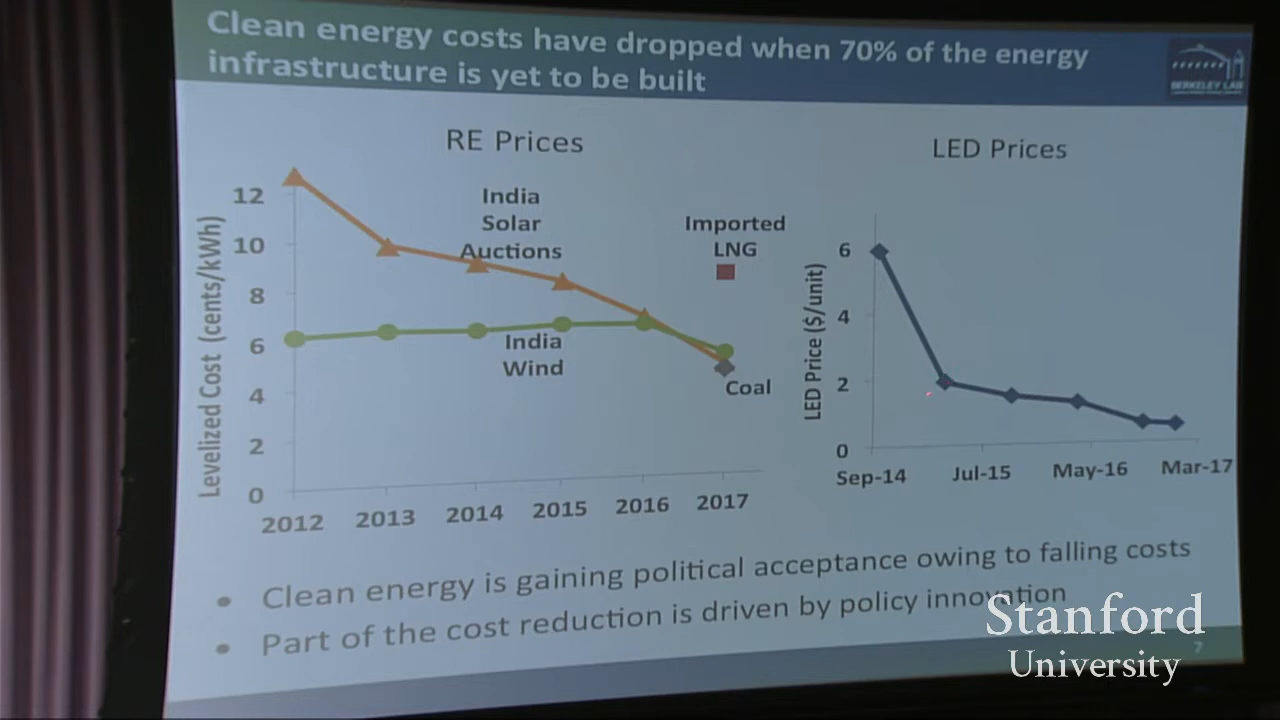 Clean energy costs have dropped when 70% of the energy
infrastructure is yet to be built
BERKELEY LAB
RE Prices
Levelized Cost (cents/kWh)
12
10
8
6
4
2
0
2012 2013 2014 2015 2016 2017
India
Solar
Auctions
India
Wind
Imported
LNG
Coal
LED Prices
LED Price ($/unit)
6
4
2
0
Sep-14 Jul-15 May-16 Mar-17
• Clean energy is gaining political acceptance owing to falling costs
• Part of the cost reduction is driven by policy innovation
7
Stanford
University